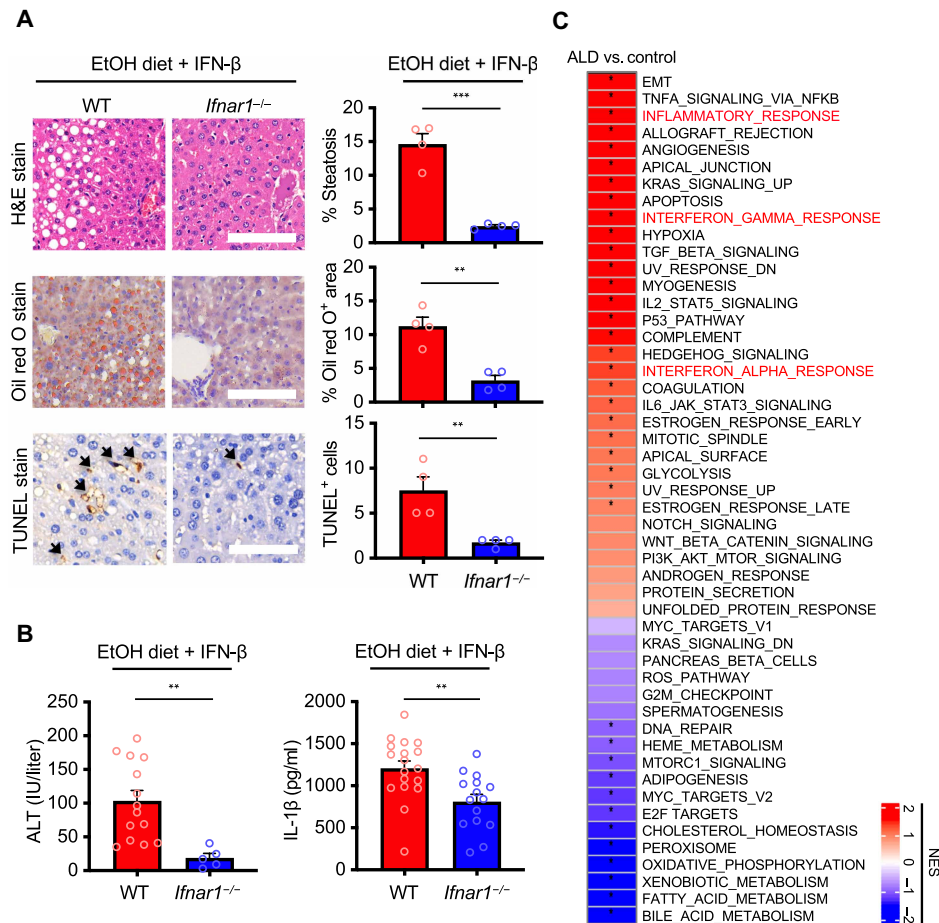 A
EtOH diet + IFN-β
WT
Ifnar1⁻/⁻
H&E stain
Oil red O stain
TUNEL stain
EtOH diet + IFN-β
***
% Steatosis
20
15
10
5
0
**
% Oil red O⁺ area
20
15
10
5
0
**
TUNEL⁺ cells
15
10
5
0
WT
Ifnar1⁻/⁻
B
EtOH diet + IFN-β
**
ALT (IU/liter)
250
200
150
100
50
0
WT
Ifnar1⁻/⁻
EtOH diet + IFN-β
**
IL-1β (pg/ml)
2000
1500
1000
500
0
WT
Ifnar1⁻/⁻
C
ALD vs. control
* EMT
* TNFA_SIGNALING_VIA_NFKB
* INFLAMMATORY_RESPONSE
* ALLOGRAFT_REJECTION
* ANGIOGENESIS
* APICAL_JUNCTION
* KRAS_SIGNALING_UP
* APOPTOSIS
* INTERFERON_GAMMA_RESPONSE
* HYPOXIA
* TGF_BETA_SIGNALING
* UV_RESPONSE_DN
* MYOGENESIS
* IL2_STAT5_SIGNALING
* P53_PATHWAY
* COMPLEMENT
* HEDGEHOG_SIGNALING
* INTERFERON_ALPHA_RESPONSE
* COAGULATION
* IL6_JAK_STAT3_SIGNALING
* ESTROGEN_RESPONSE_EARLY
* MITOTIC_SPINDLE
* APICAL_SURFACE
* GLYCOLYSIS
* UV_RESPONSE_UP
* ESTROGEN_RESPONSE_LATE
NOTCH_SIGNALING
WNT_BETA_CATENIN_SIGNALING
PI3K_AKT_MTOR_SIGNALING
ANDROGEN_RESPONSE
PROTEIN_SECRETION
UNFOLDED_PROTEIN_RESPONSE
MYC_TARGETS_V1
KRAS_SIGNALING_DN
PANCREAS_BETA_CELLS
ROS_PATHWAY
G2M_CHECKPOINT
SPERMATOGENESIS
* DNA_REPAIR
* HEME_METABOLISM
* MTORC1_SIGNALING
* ADIPOGENESIS
* MYC_TARGETS_V2
* E2F TARGETS
* CHOLESTEROL_HOMEOSTASIS
* PEROXISOME
* OXIDATIVE_PHOSPHORYLATION
* XENOBIOTIC_METABOLISM
* FATTY_ACID_METABOLISM
* BILE_ACID_METABOLISM
2
1
0
−1
−2
NES